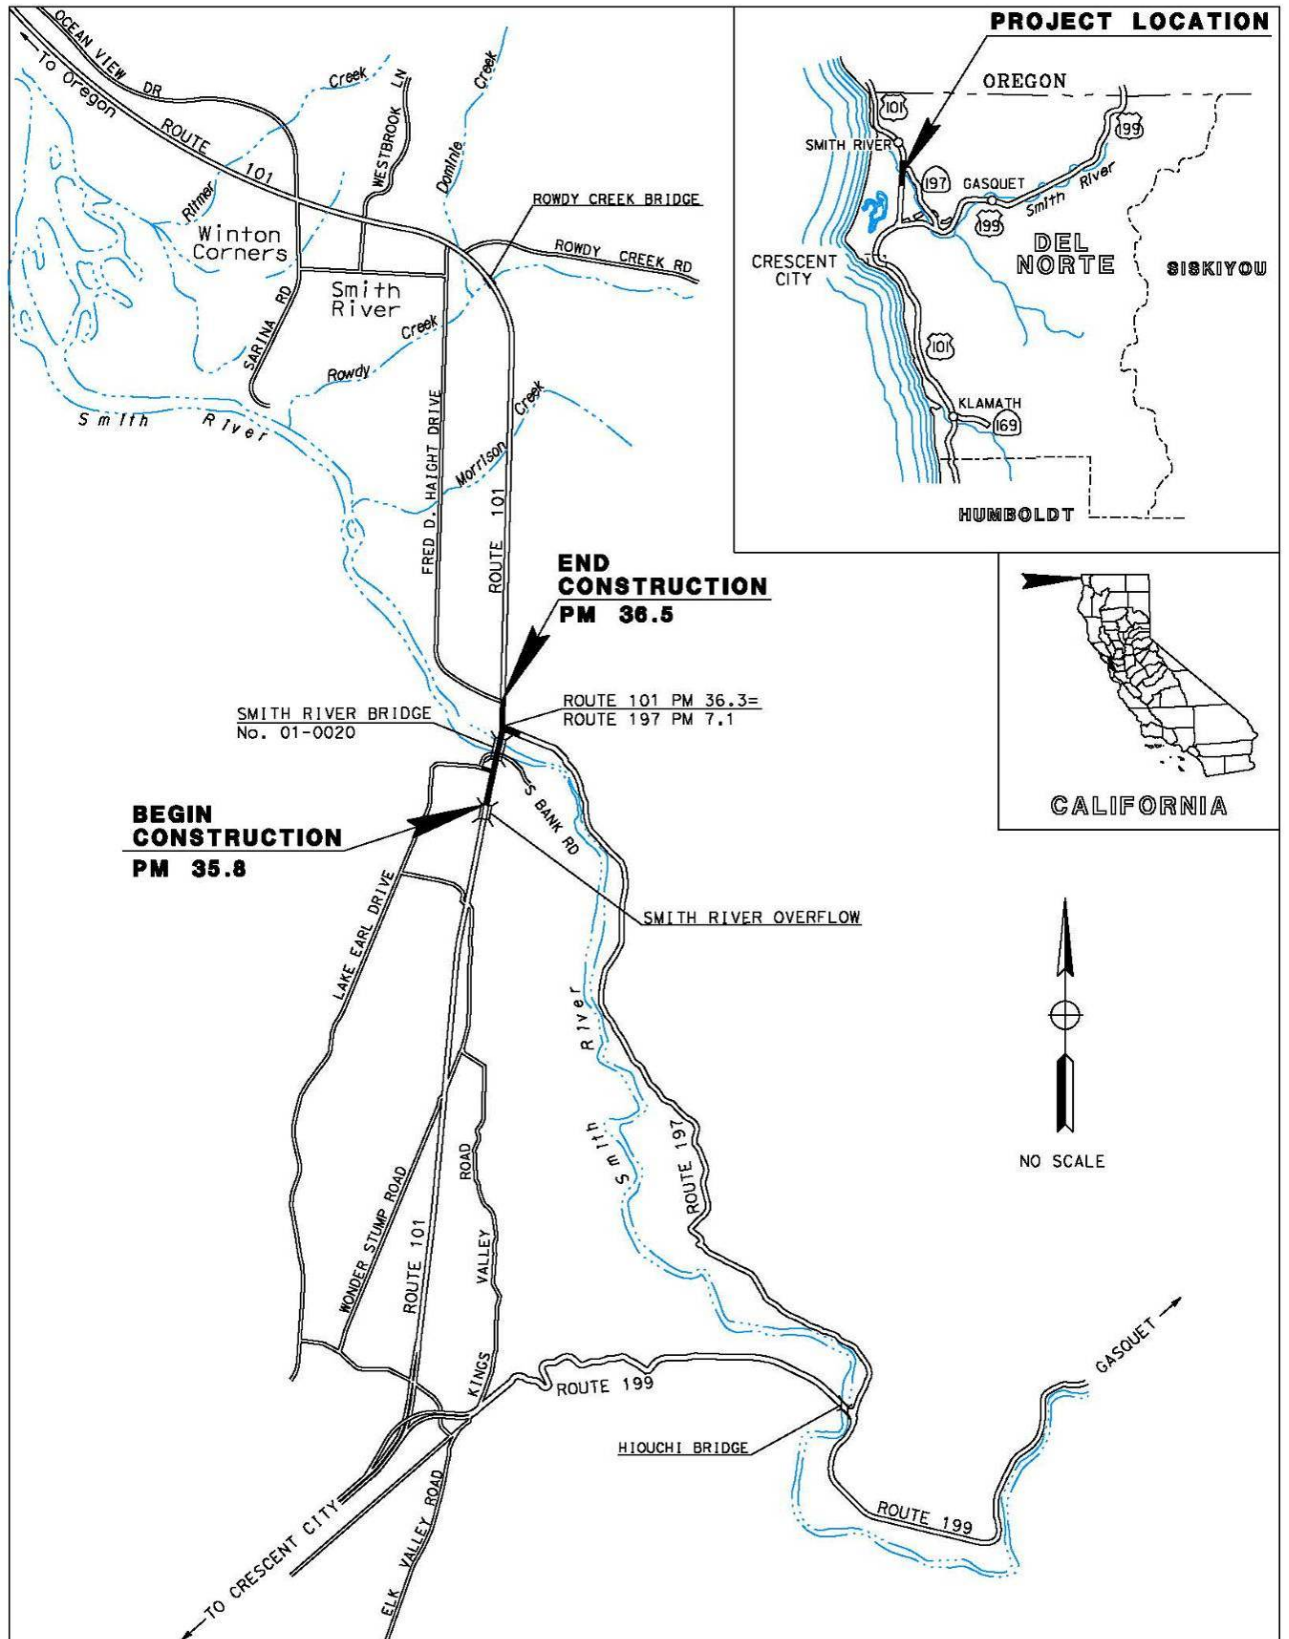 PROJECT LOCATION
OREGON
101
199
SMITH RIVER
197
GASQUET
Smith River
199
DEL
NORTE
SISKIYOU
CRESCENT
CITY
101
KLAMATH
169
HUMBOLDT
CALIFORNIA
OCEAN VIEW DR
To Oregon
ROUTE 101
Ritmer Creek
WESTBROOK LN
Dominie Creek
ROWDY CREEK BRIDGE
ROWDY CREEK RD
Winton
Corners
Smith
River
SARINA RD
Rowdy Creek
Smith River
Morrison Creek
FRED D. HAIGHT DRIVE
ROUTE 101
END
CONSTRUCTION
PM 36.5
ROUTE 101 PM 36.3=
ROUTE 197 PM 7.1
SMITH RIVER BRIDGE
No. 01-0020
S BANK RD
BEGIN
CONSTRUCTION
PM 35.8
SMITH RIVER OVERFLOW
LAKE EARL DRIVE
Smith River
ROUTE 197
NO SCALE
WONDER STUMP ROAD
ROUTE 101
KINGS VALLEY ROAD
ROUTE 199
GASQUET
HIOUCHI BRIDGE
ROUTE 199
TO CRESCENT CITY
ELK VALLEY ROAD